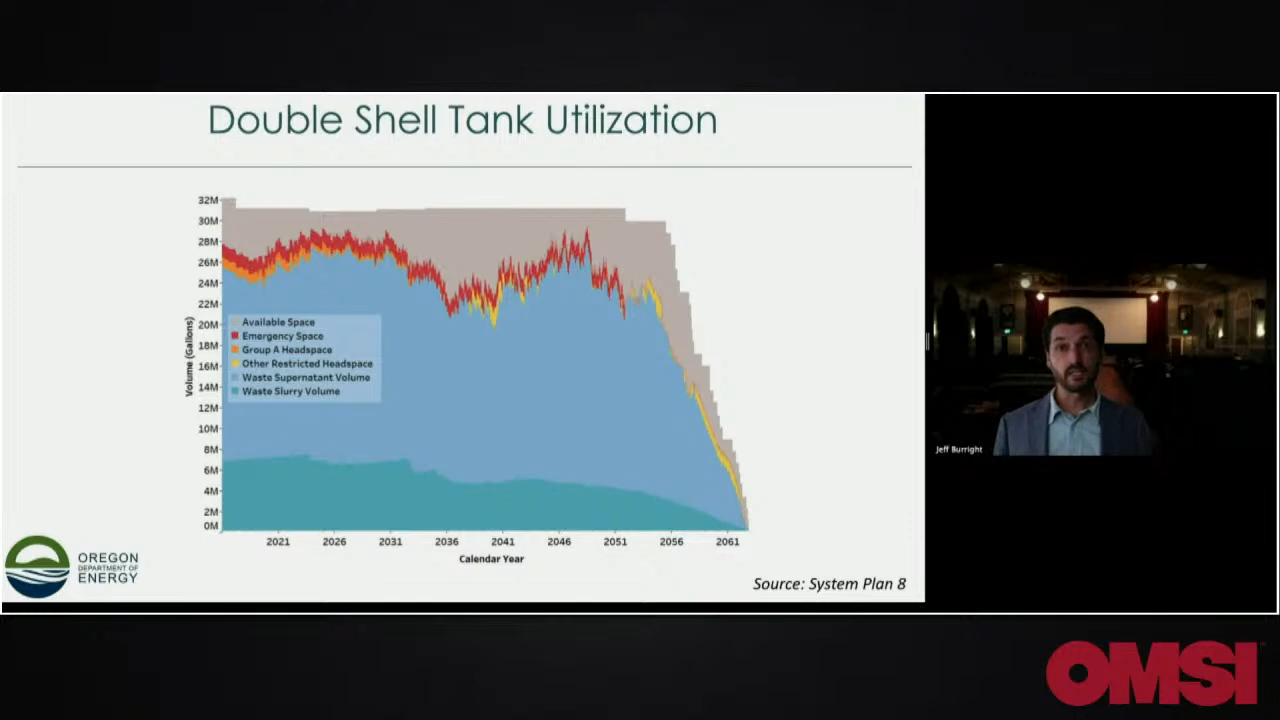 Double Shell Tank Utilization
32M
30M
28M
26M
24M
22M
20M
18M
16M
14M
12M
10M
8M
6M
4M
2M
0M
Volume (Gallons)
Available Space
Emergency Space
Group A Headspace
Other Restricted Headspace
Waste Supernatant Volume
Waste Slurry Volume
2021 2026 2031 2036 2041 2046 2051 2056 2061
Calendar Year
Source: System Plan 8
OREGON
DEPARTMENT OF
ENERGY
Jeff Burright
OMSI